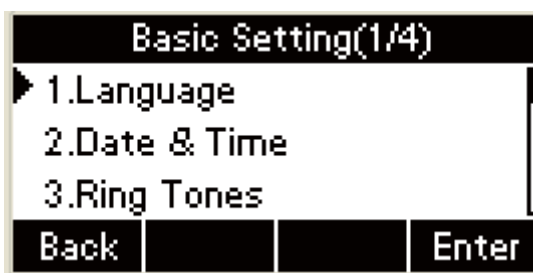 Basic Setting(1/4)
1.Language
2.Date & Time
3.Ring Tones
Back Enter